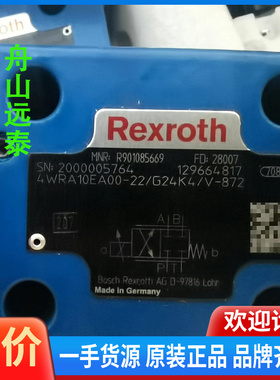 舟山远泰
Rexroth
MNR: R901085669 FD: 28007
SN: 2000005764 129664817
4WRA10EA00-22/G24K4/V-872
A B
P T
Bosch Rexroth AG D-97816 Lohr
Made in Germany
价
欢迎
一手货源 原装正品 品牌